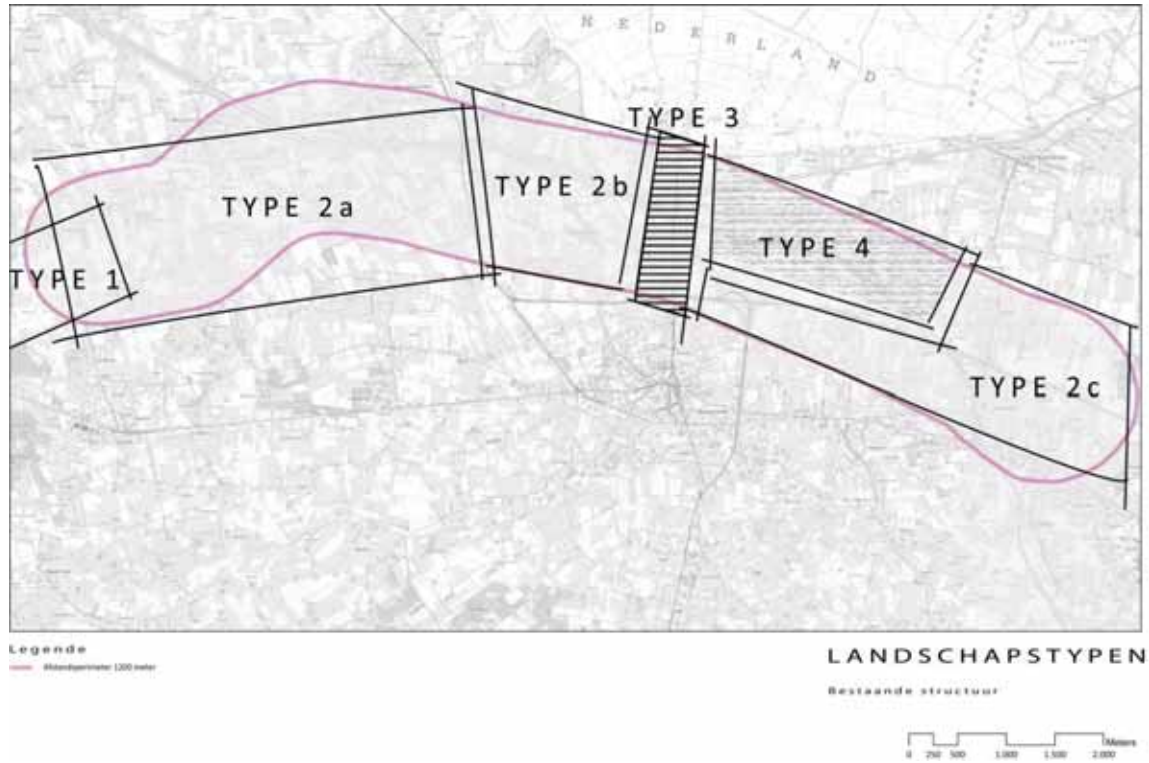 NEDERLAND
TYPE 3
TYPE 2b
TYPE 2a
TYPE 4
TYPE 1
TYPE 2c
Legende
Afstandsperimeter 1200 meter
LANDSCHAPSTYPEN
Bestaande structuur
Meters
0 250 500 1.000 1.500 2.000